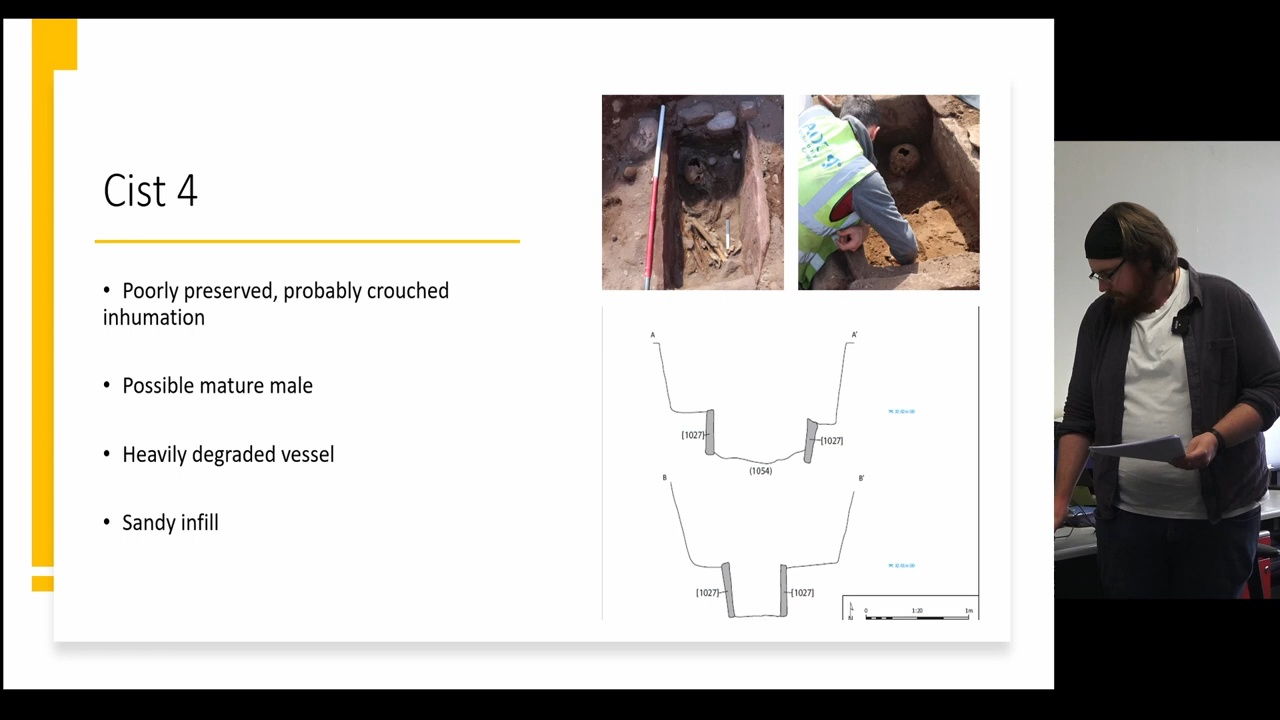 Cist 4
• Poorly preserved, probably crouched
inhumation
• Possible mature male
• Heavily degraded vessel
• Sandy infill
A A'
[1027] [1027]
(1054)
B B'
[1027] [1027]
N 0 1:20 1m